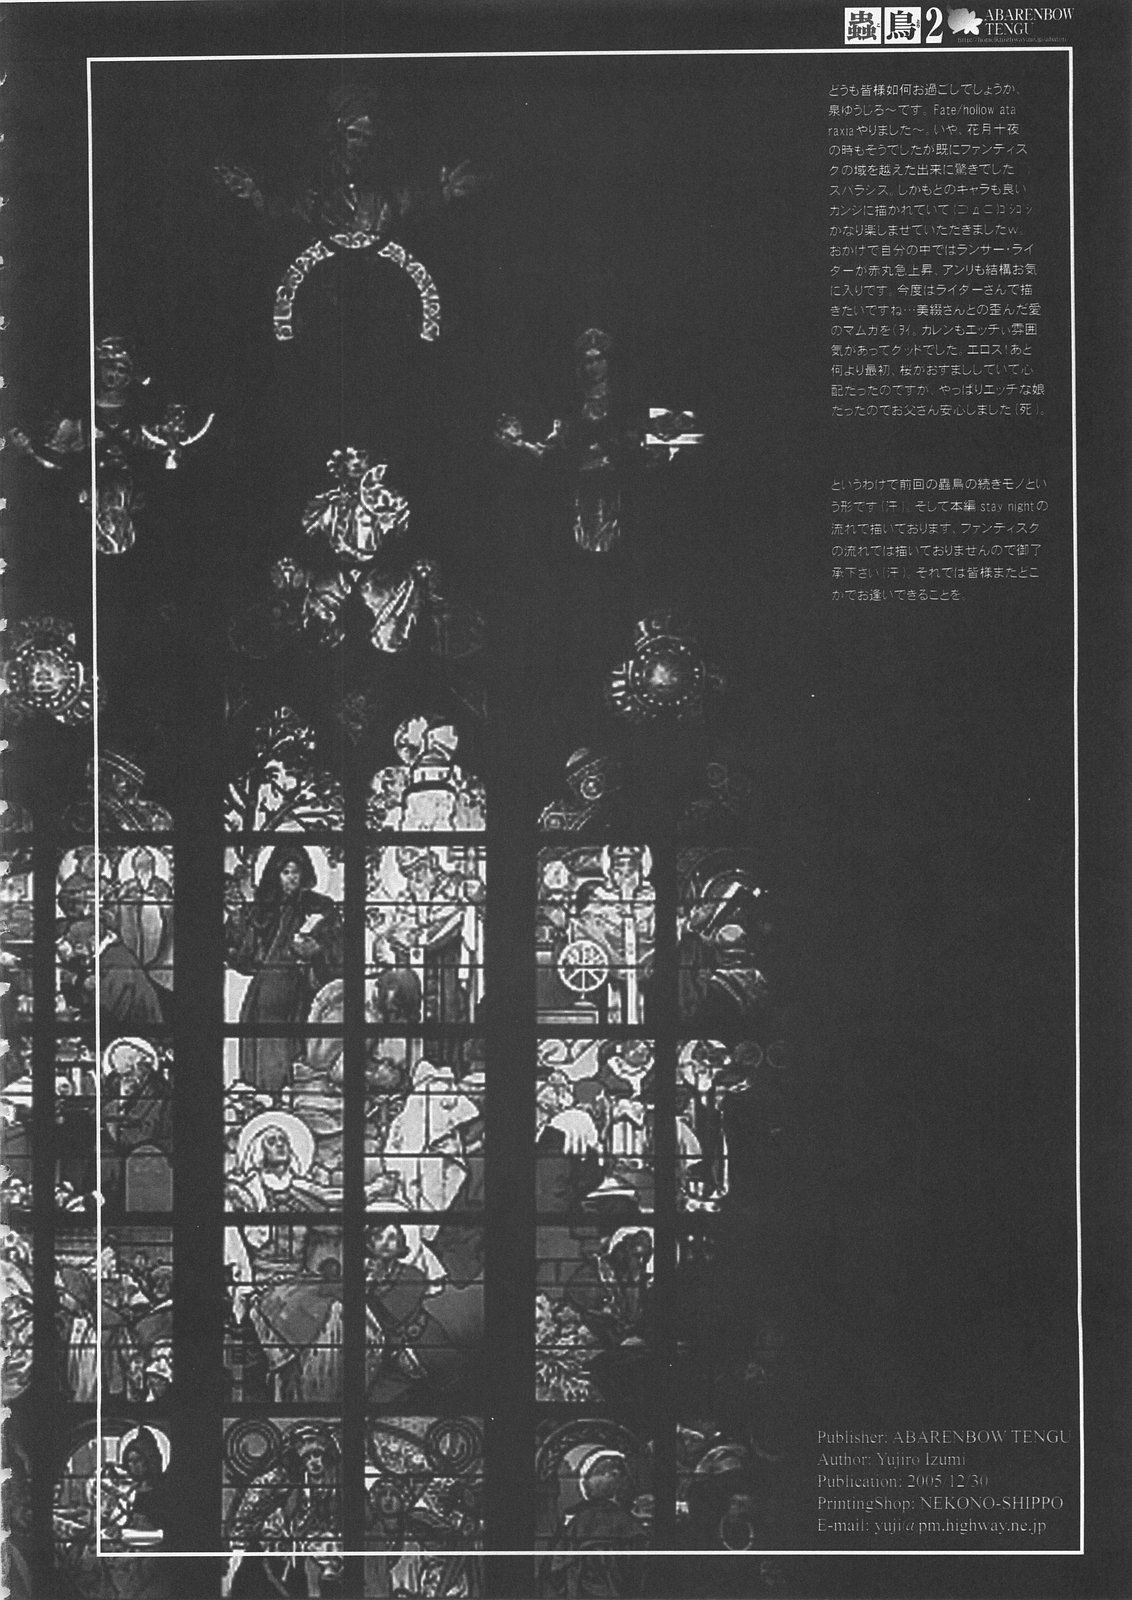 蟲鳥2 ABARENBOW
TENGU
どうも皆様如何お過ごしでしょうか、
泉ゆうじろ〜です。Fate/hollow ata
raxiaやりました〜。いや、花月十夜
の時もそうでしたが既にファンディス
クの域を越えた出来に驚きでした
スバラシス。しかもどのキャラも良い
カンジに描かれていて
かなり楽しませていただきましたｗ。
おかげで自分の中ではランサー・ライ
ダーが赤丸急上昇、アンリも結構お気
に入りです。今度はライダーさんで描
きたいですね…美綴さんとの歪んだ愛
のマムガを(ｦｲ。カレンもエッチぃ雰囲
気があってグッドでした。エロス！あと
何より最初、桜がおすまししていて心
配だったのですが、やっぱりエッチな娘
だったのでお父さん安心しました(死)。
というわけで前回の蟲鳥の続きモノとい
う形です(汗)。そして本編 stay nightの
流れで描いております、ファンディスク
の流れでは描いておりませんので御了
承下さい(汗)。それでは皆様またどこ
かでお逢いできることを。
Publisher: ABARENBOW TENGU
Author: Yujiro Izumi
Publication: 2005/12/30
PrintingShop: NEKONO-SHIPPO
E-mail: yuji@pm.highway.ne.jp